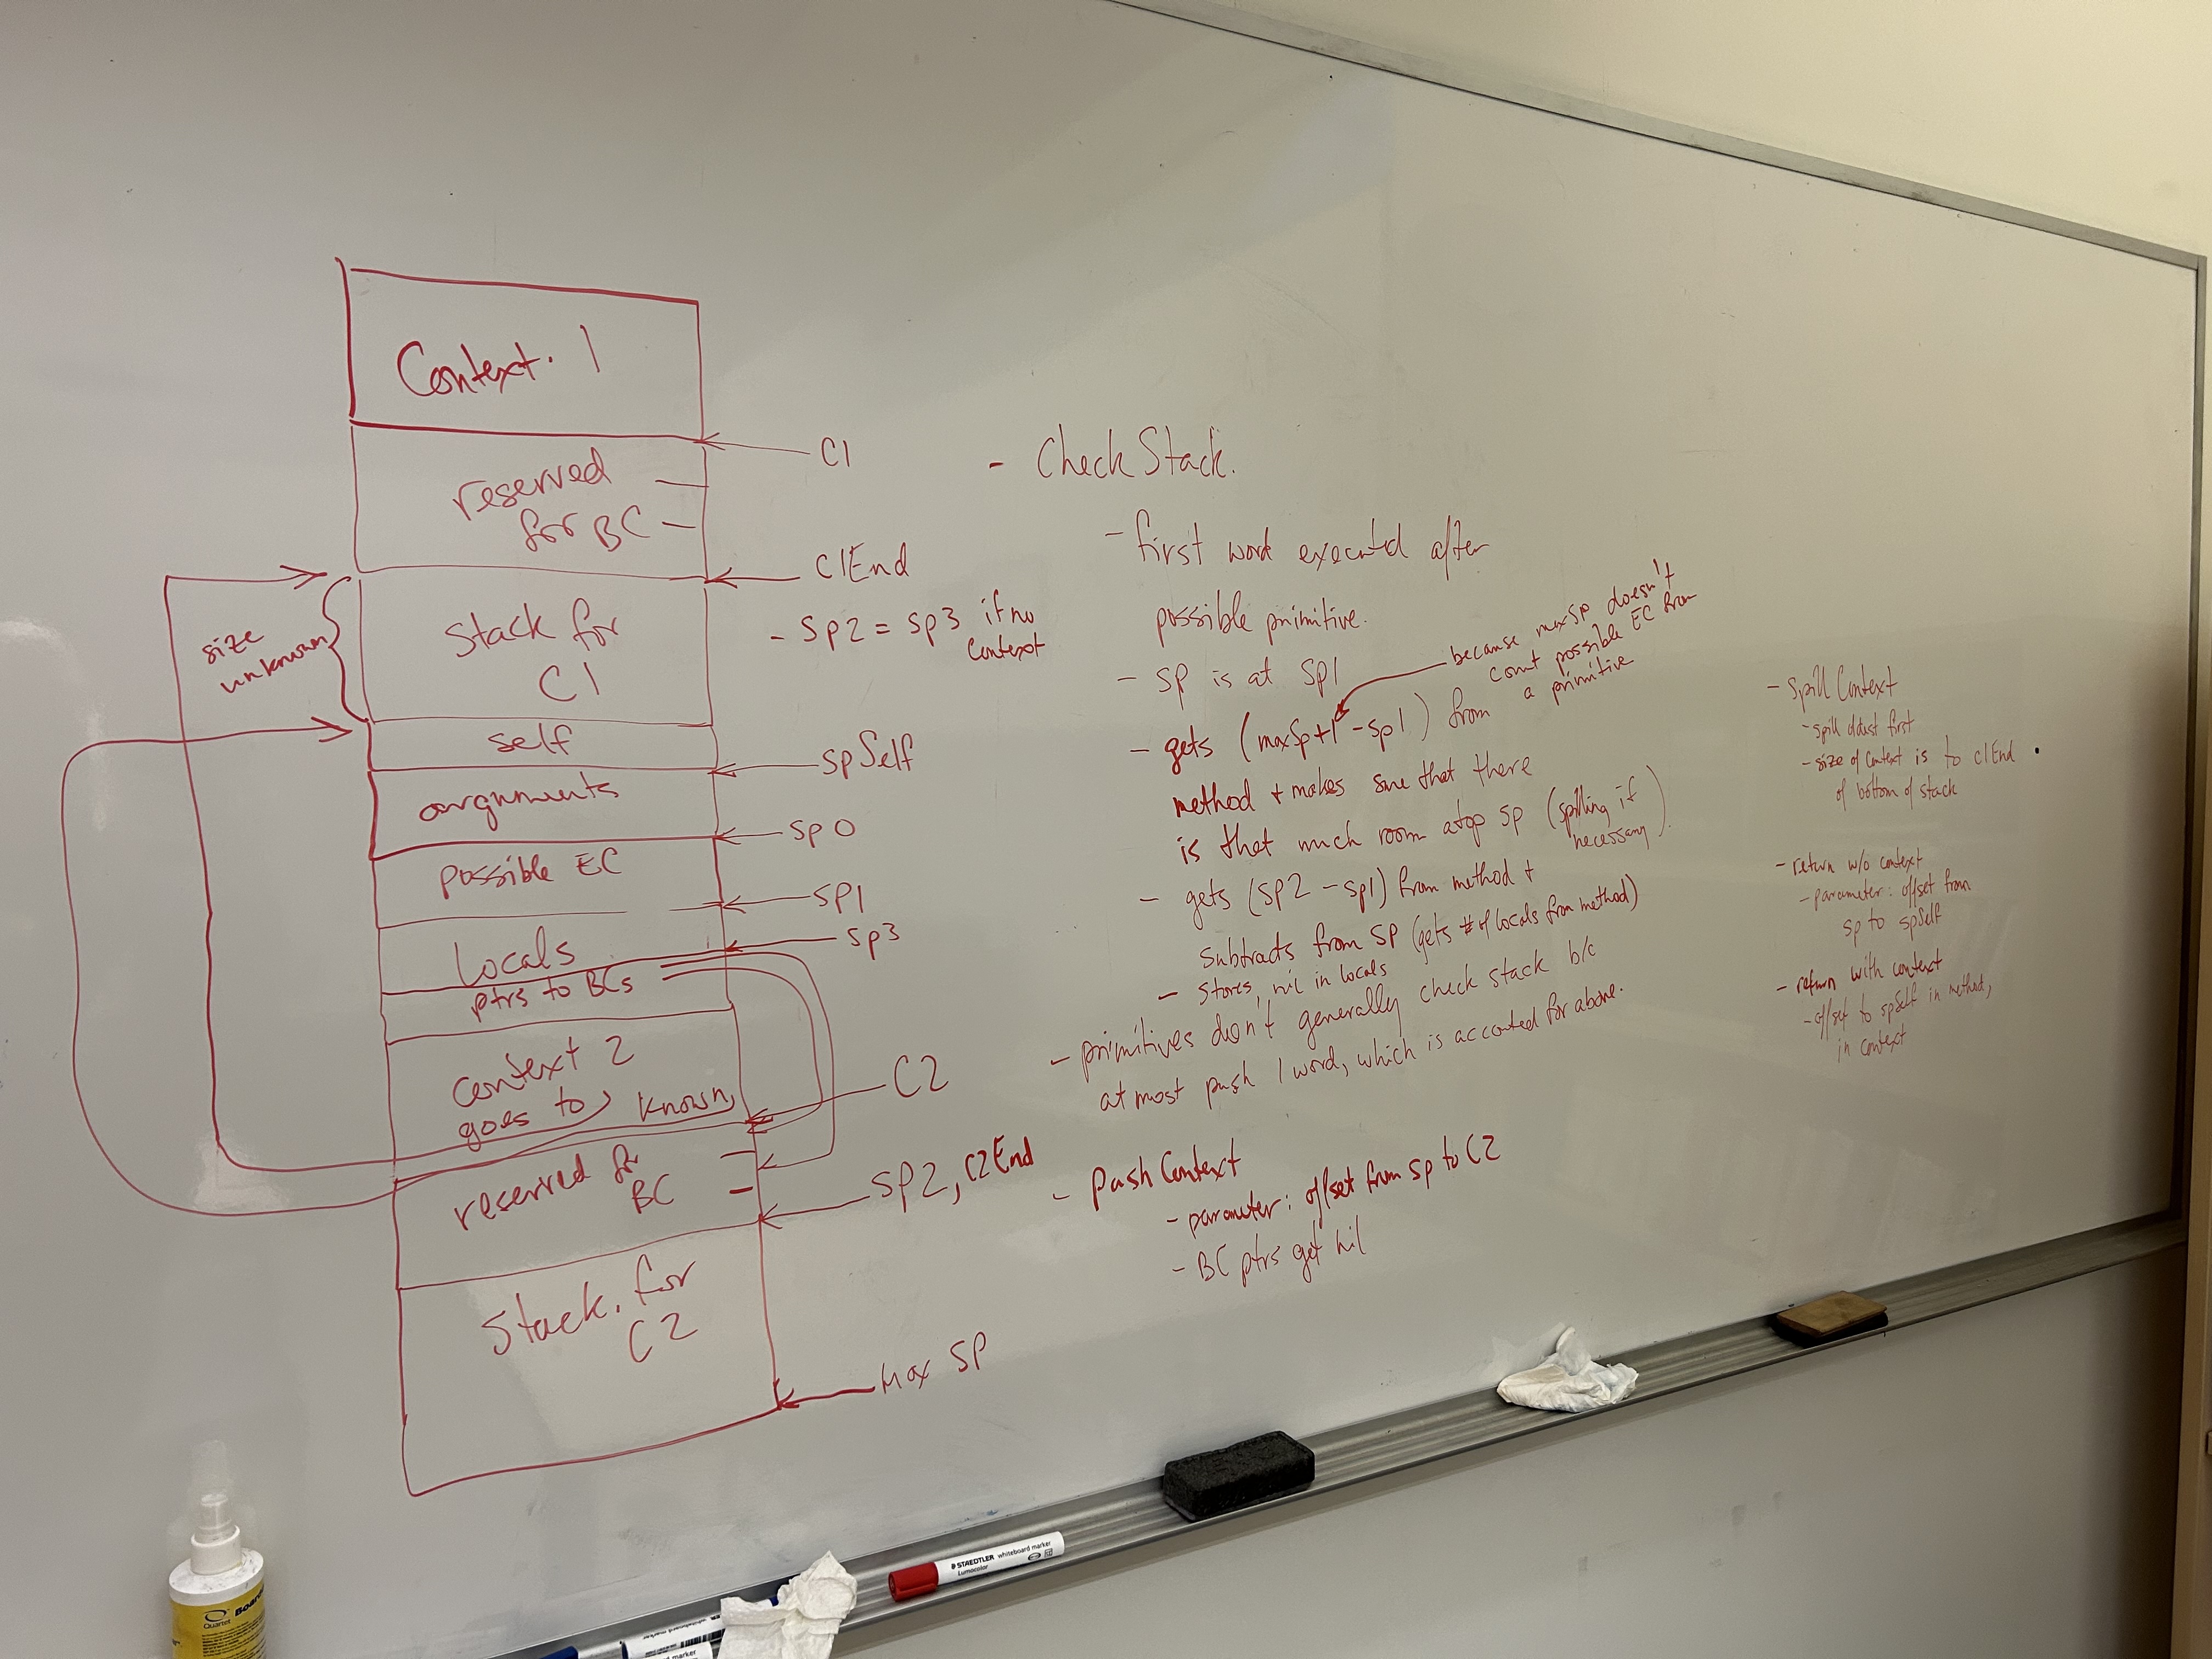 Context 1
C1
reserved
for BC
C1End
size
unknown
Stack for
C1
- Sp2 = Sp3 if no
Context
self
spSelf
arguments
Sp0
possible EC
Sp1
Sp3
locals
ptrs to BCs
Context 2
goes to
known
C2
reserved for
BC
Sp2, C2End
Stack for
C2
Max SP
- Check Stack.
- first word executed after
possible primitive.
- SP is at Sp1
because maxSp doesn't
count possible EC from
a primitive
- gets (maxSp+1 - Sp1) from
method + makes sure that there
is that much room atop sp (spilling if
necessary).
- gets (Sp2 - Sp1) from method +
subtracts from SP (gets # of locals from method)
- Stores nil in locals
- primitives don't generally check stack b/c
at most push 1 word, which is accounted for above.
- Push Context
- parameter: offset from sp to C2
- BC ptrs get nil
- Spill Context
- spill oldest first
- size of context is to C1End
of bottom of stack
- return w/o context
- parameter: offset from
sp to spSelf
- return with context
- offset to spSelf in method,
in context
STAEDTLER whiteboard marker
Lumocolor
Quartet